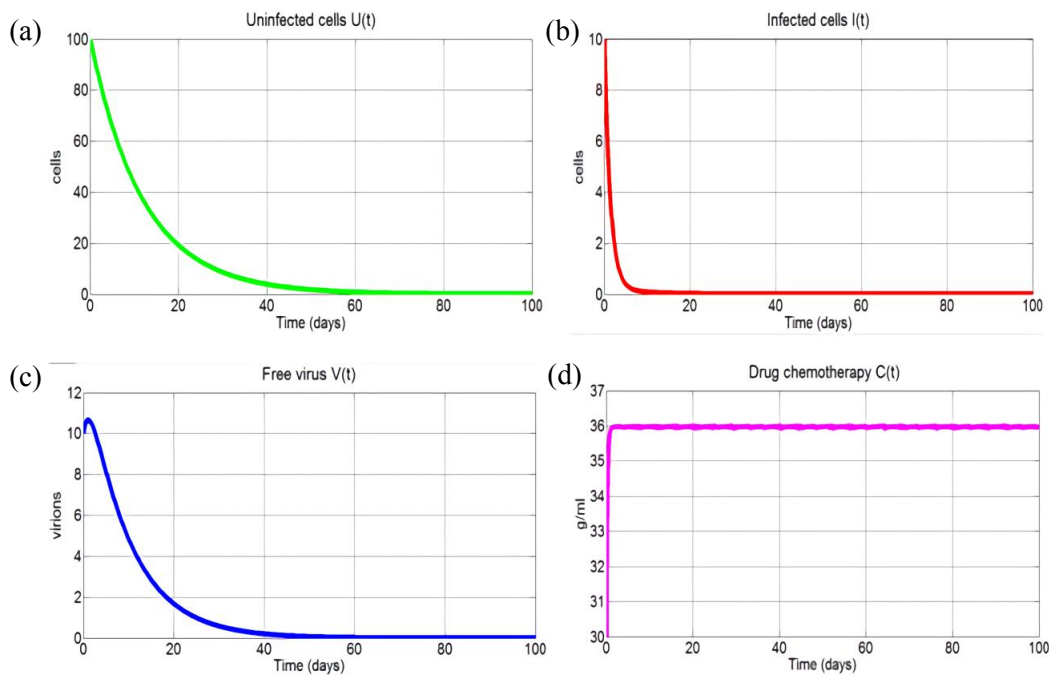 (a)
Uninfected cells U(t)
100
80
60
40
20
0
cells
0 20 40 60 80 100
Time (days)
(b)
Infected cells I(t)
10
8
6
4
2
0
cells
0 20 40 60 80 100
Time (days)
(c)
Free virus V(t)
12
10
8
6
4
2
0
virions
0 20 40 60 80 100
Time (days)
(d)
Drug chemotherapy C(t)
37
36
35
34
33
32
31
30
g/ml
0 20 40 60 80 100
Time (days)